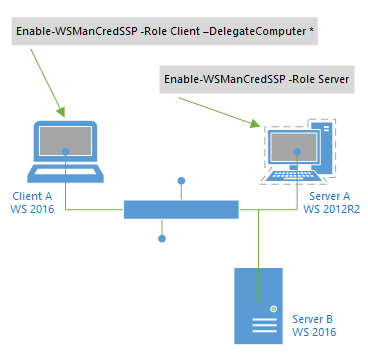 Enable-WSManCredSSP -Role Client –DelegateComputer *
Enable-WSManCredSSP -Role Server
Client A
WS 2016
Server A
WS 2012R2
Server B
WS 2016